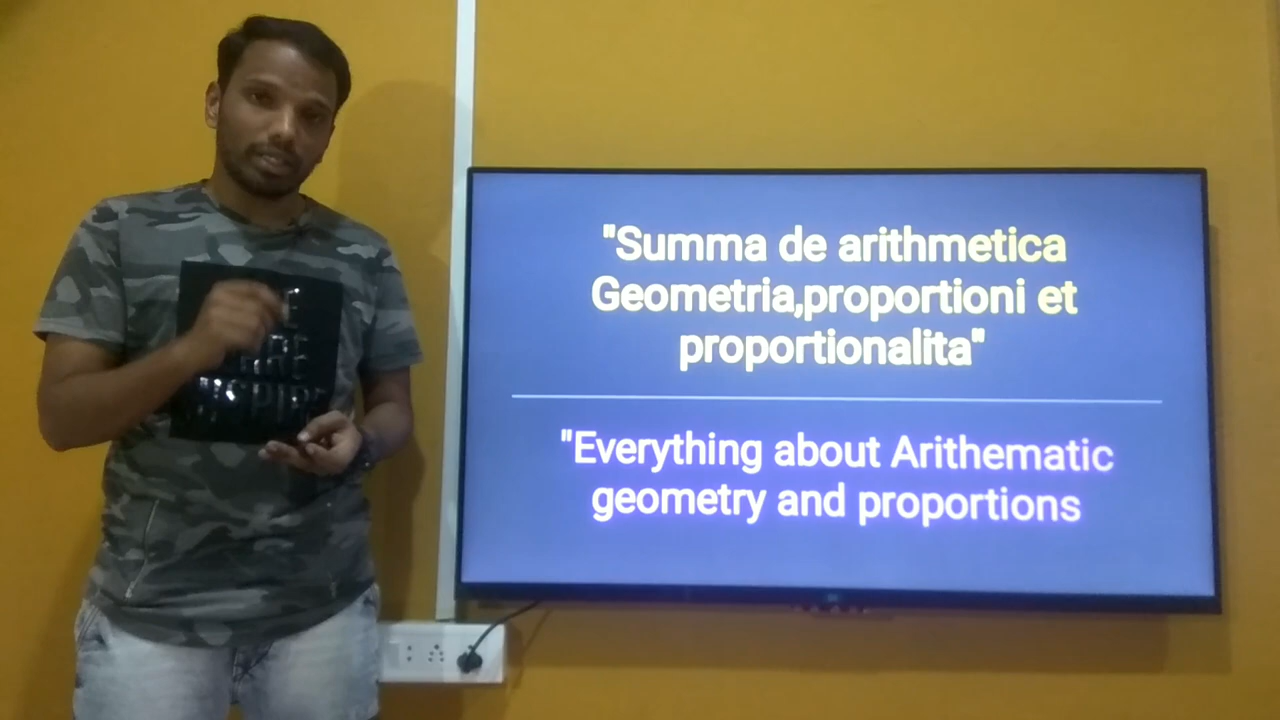 "Summa de arithmetica
Geometria,proportioni et
proportionalita"
"Everything about Arithematic
geometry and proportions